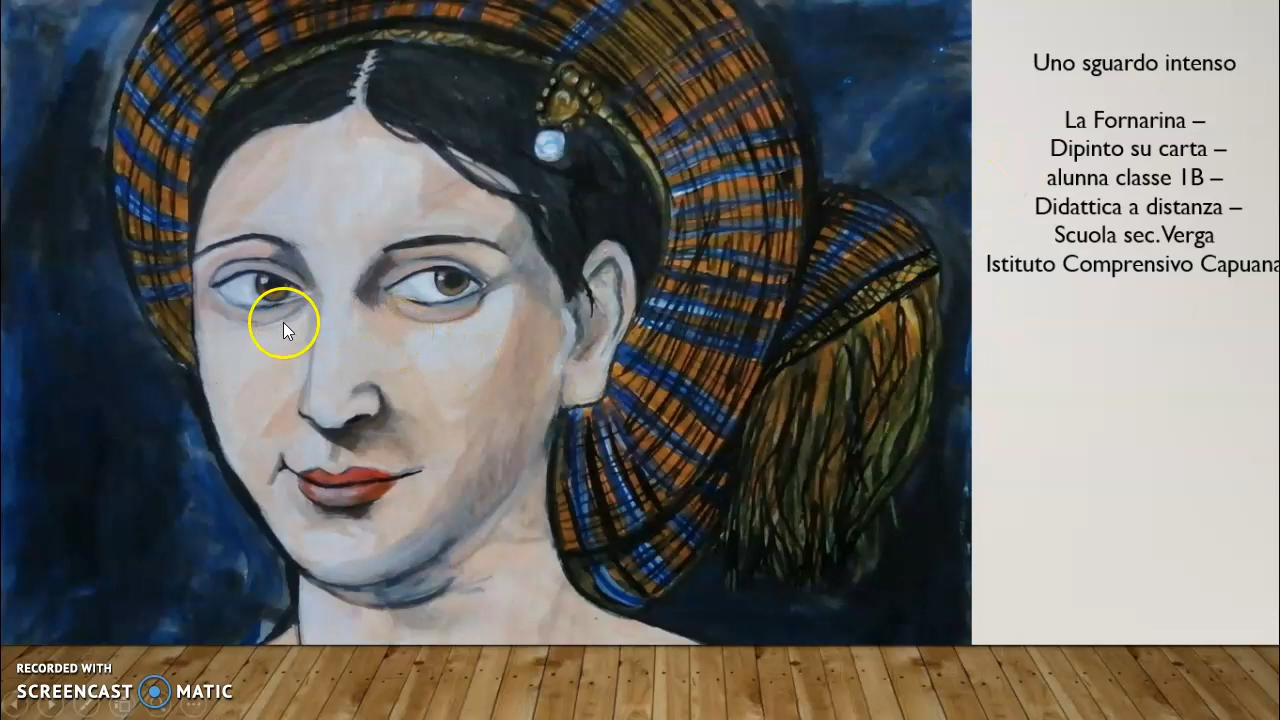 Uno sguardo intenso
La Fornarina –
Dipinto su carta –
alunna classe 1B –
Didattica a distanza –
Scuola sec. Verga
Istituto Comprensivo Capuana
RECORDED WITH
SCREENCAST MATIC